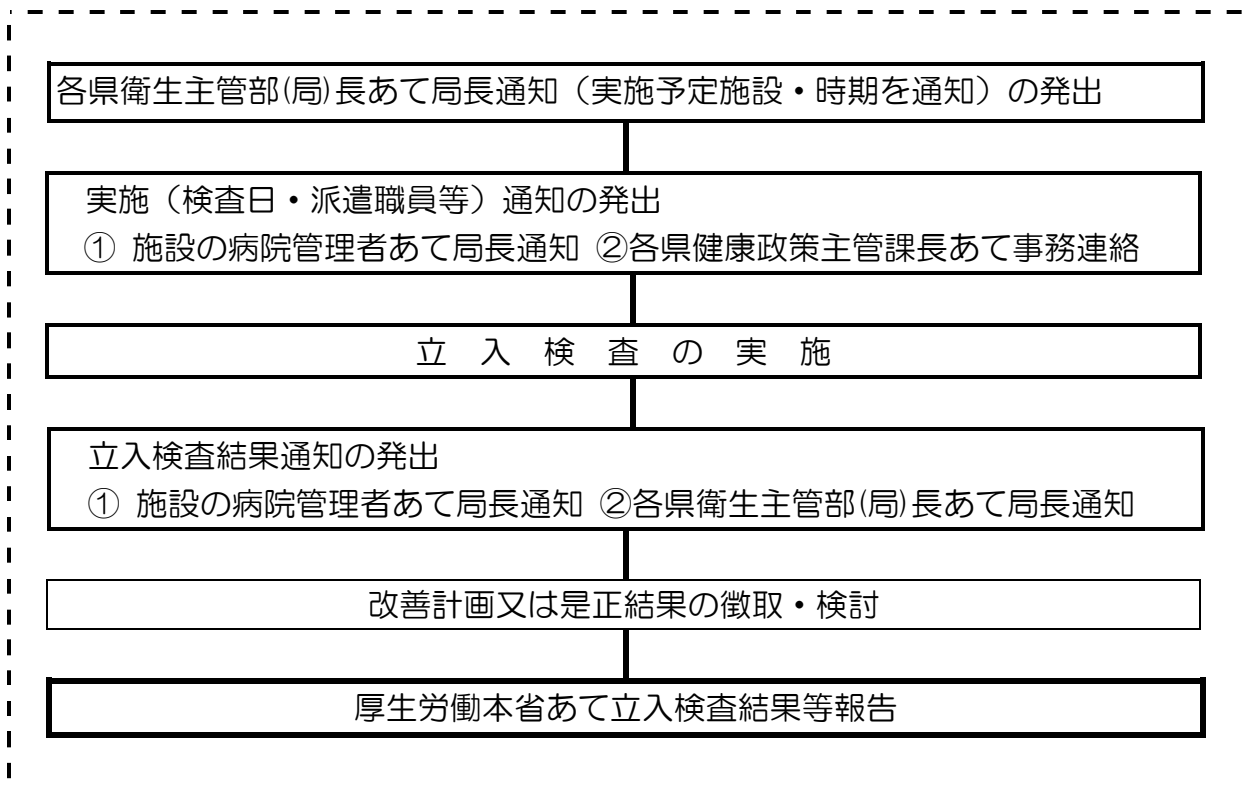 各県衛生主管部(局)長あて局長通知（実施予定施設・時期を通知）の発出
実施（検査日・派遣職員等）通知の発出
① 施設の病院管理者あて局長通知 ②各県健康政策主管課長あて事務連絡
立 入 検 査 の 実 施
立入検査結果通知の発出
① 施設の病院管理者あて局長通知 ②各県衛生主管部(局)長あて局長通知
改善計画又は是正結果の徴取・検討
厚生労働本省あて立入検査結果等報告